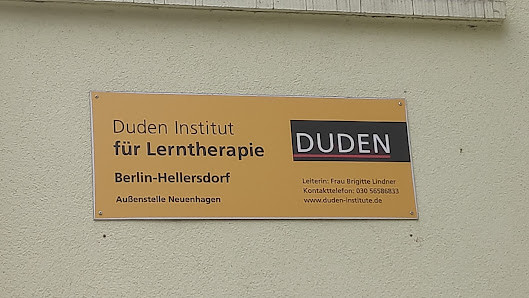 Duden Institut
für Lerntherapie
Berlin-Hellersdorf
Außenstelle Neuenhagen
DUDEN
Leiterin: Frau Brigitte Lindner
Kontakttelefon: 030 56586833
www.duden-institute.de